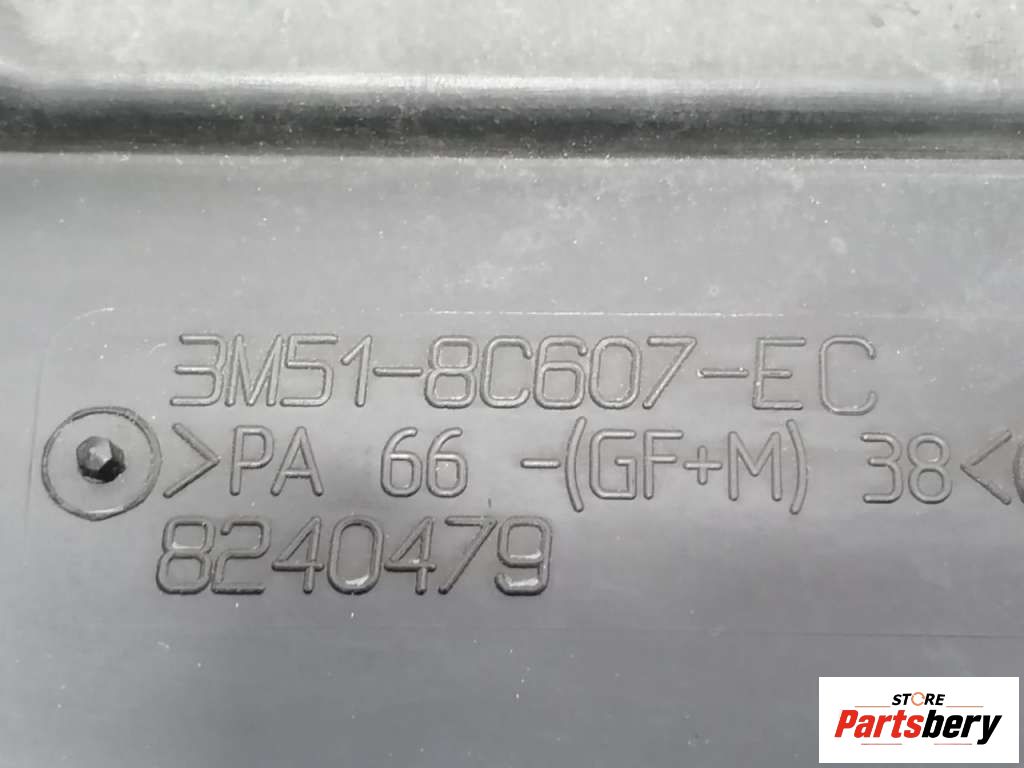 3M51-8C607-EC
>PA 66 -(GF+M) 38<
8240479
STORE
Partsbery